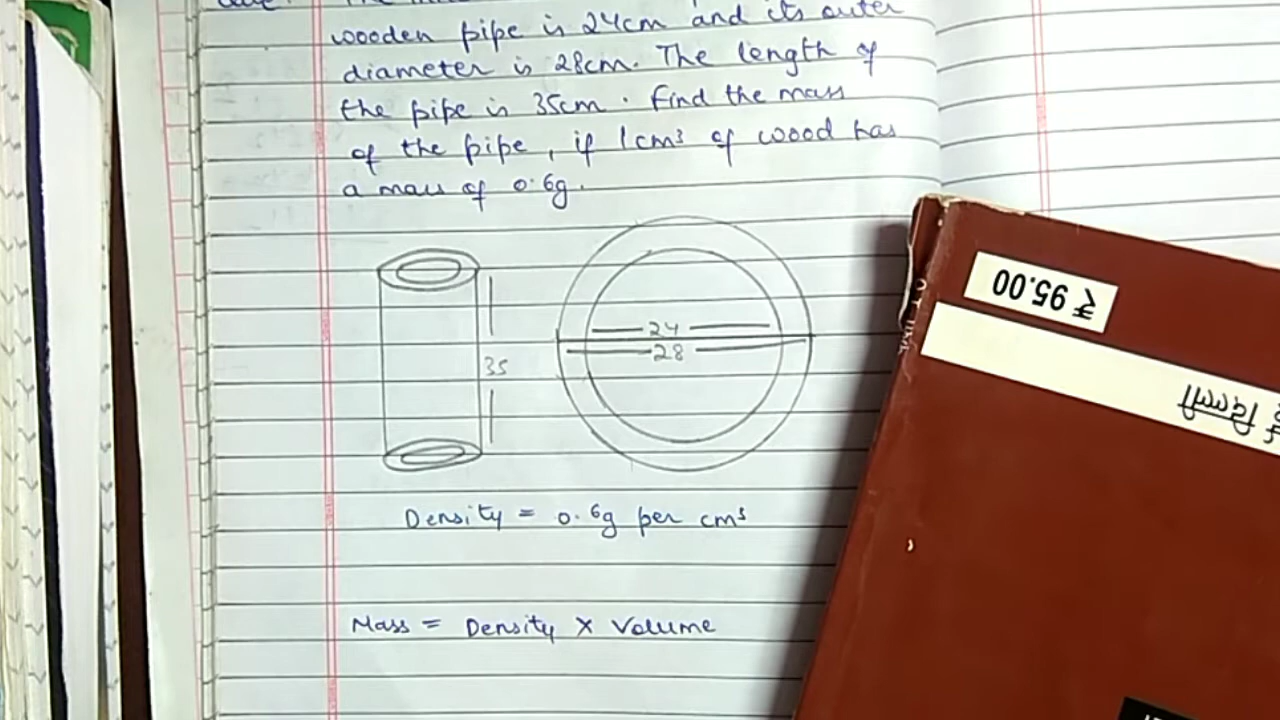 wooden pipe is 24cm and its outer
diameter is 28cm. The length of
the pipe is 35cm. Find the mass
of the pipe, if 1cm³ of wood has
a mass of 0.6g.
24
28
35
Density = 0.6g per cm³
Mass = Density × Volume
₹ 95.00
दिल्ली